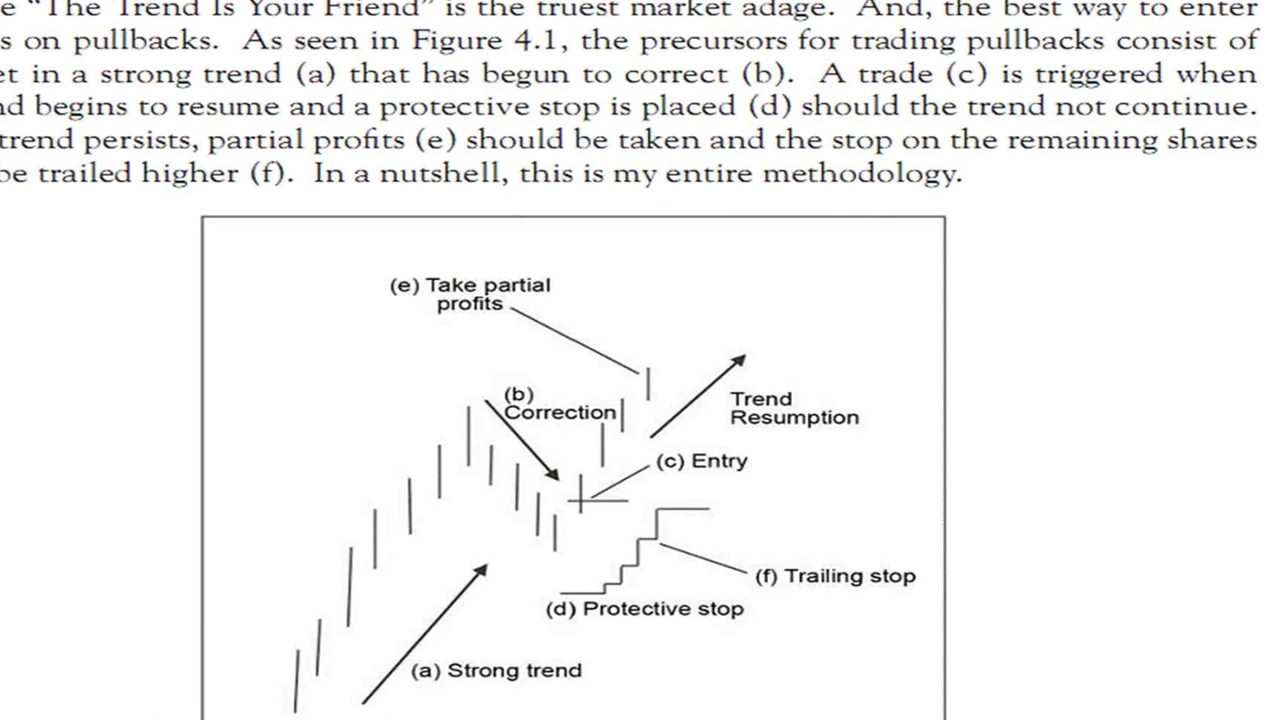 e “The Trend Is Your Friend” is the truest market adage. And, the best way to enter
s on pullbacks. As seen in Figure 4.1, the precursors for trading pullbacks consist of
et in a strong trend (a) that has begun to correct (b). A trade (c) is triggered when
nd begins to resume and a protective stop is placed (d) should the trend not continue.
trend persists, partial profits (e) should be taken and the stop on the remaining shares
be trailed higher (f). In a nutshell, this is my entire methodology.
(e) Take partial
profits
(b)
Correction
Trend
Resumption
(c) Entry
(f) Trailing stop
(d) Protective stop
(a) Strong trend